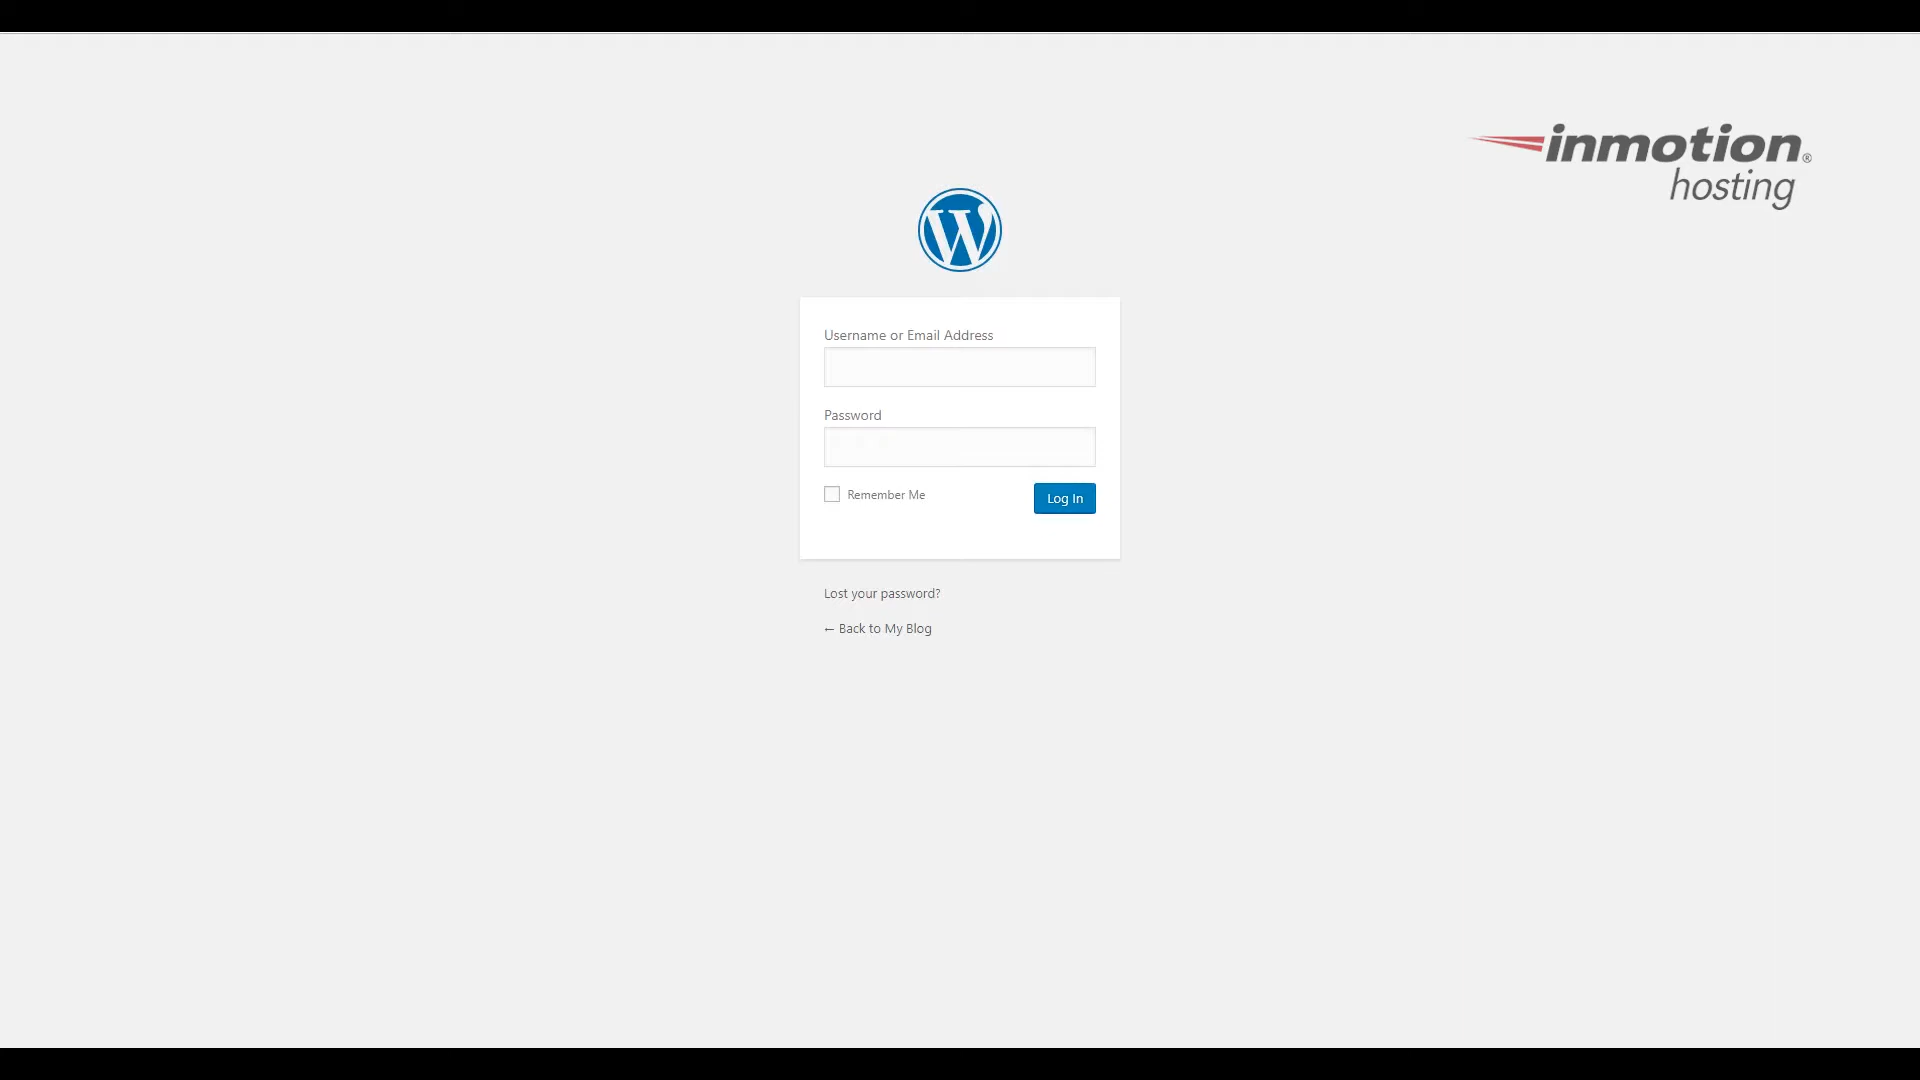 inmotion®
hosting
Username or Email Address
Password
Remember Me
Log In
Lost your password?
← Back to My Blog